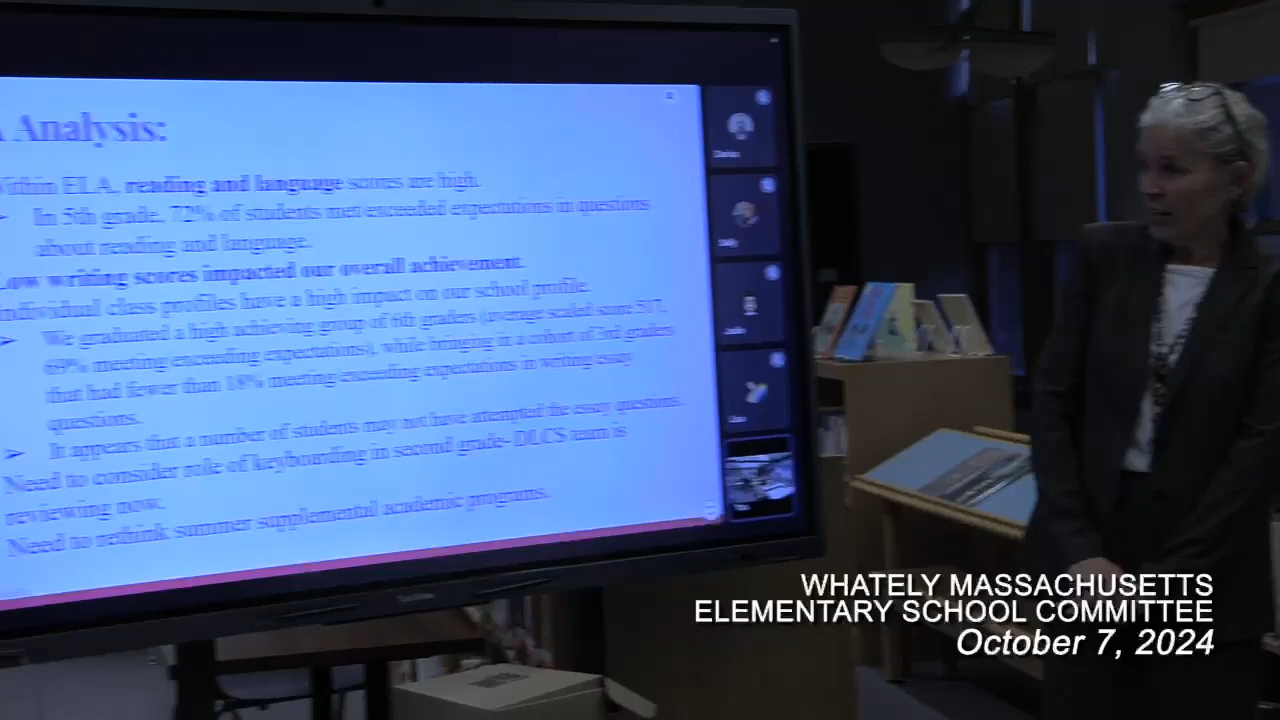 Analysis:
Within ELA, reading and language scores are high.
➢ In 5th grade, 72% of students met/exceeded expectations in questions
about reading and language.
Low writing scores impacted our overall achievement.
Individual class profiles have a high impact on our school profile.
➢ We graduated a high achieving group of 6th graders (average scaled score 517,
69% meeting/exceeding expectations), while bringing in a cohort of 3rd graders
that had fewer than 18% meeting/exceeding expectations in writing essay
questions.
➢ It appears that a number of students may not have attempted the essay questions.
Need to consider role of keyboarding in second grade- DLCS team is
reviewing now.
Need to rethink summer supplemental academic programs.
WHATELY MASSACHUSETTS
ELEMENTARY SCHOOL COMMITTEE
October 7, 2024